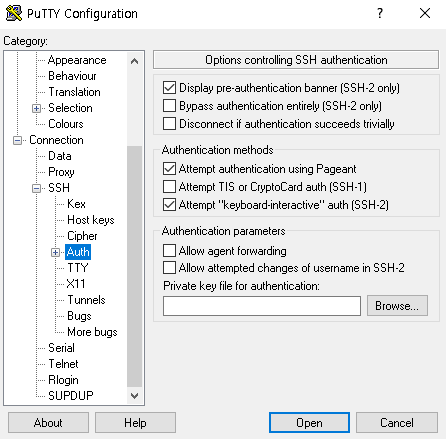 PuTTY Configuration
?
Category:
Appearance
Behaviour
Translation
Selection
Colours
Connection
Data
Proxy
SSH
Kex
Host keys
Cipher
Auth
TTY
X11
Tunnels
Bugs
More bugs
Serial
Telnet
Rlogin
SUPDUP
Options controlling SSH authentication
Display pre-authentication banner (SSH-2 only)
Bypass authentication entirely (SSH-2 only)
Disconnect if authentication succeeds trivially
Authentication methods
Attempt authentication using Pageant
Attempt TIS or CryptoCard auth (SSH-1)
Attempt "keyboard-interactive" auth (SSH-2)
Authentication parameters
Allow agent forwarding
Allow attempted changes of username in SSH-2
Private key file for authentication:
Browse...
About
Help
Open
Cancel